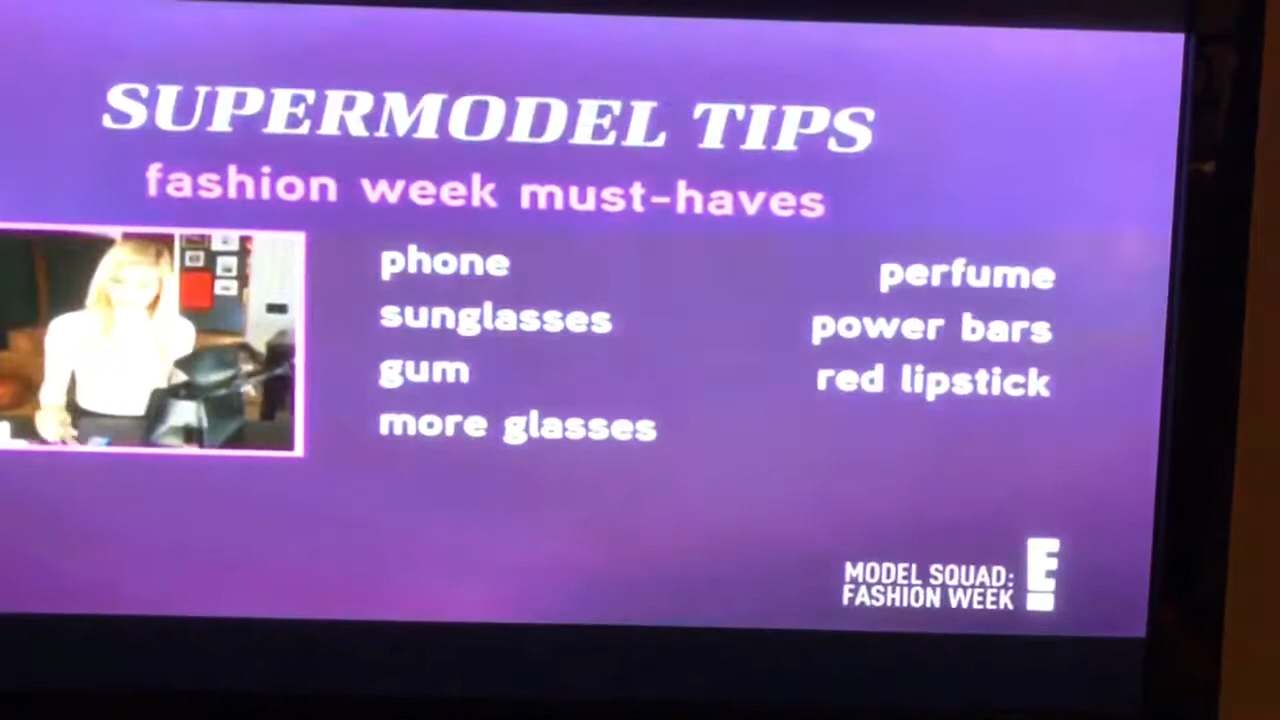 SUPERMODEL TIPS
fashion week must-haves
phone
sunglasses
gum
more glasses
perfume
power bars
red lipstick
MODEL SQUAD:
FASHION WEEK
E!